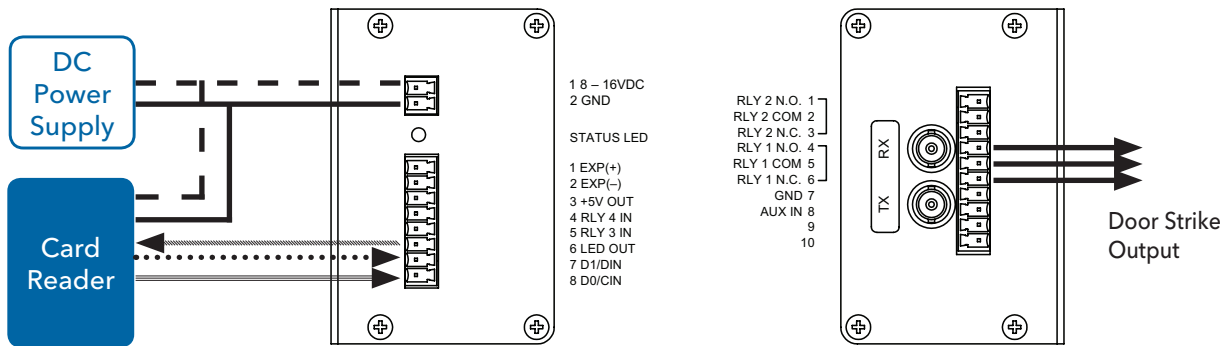 DC
Power
Supply
Card
Reader
1 8 – 16VDC
2 GND
STATUS LED
1 EXP(+)
2 EXP(–)
3 +5V OUT
4 RLY 4 IN
5 RLY 3 IN
6 LED OUT
7 D1/DIN
8 D0/CIN
RLY 2 N.O. 1
RLY 2 COM 2
RLY 2 N.C. 3
RLY 1 N.O. 4
RLY 1 COM 5
RLY 1 N.C. 6
GND 7
AUX IN 8
9
10
RX
TX
Door Strike
Output